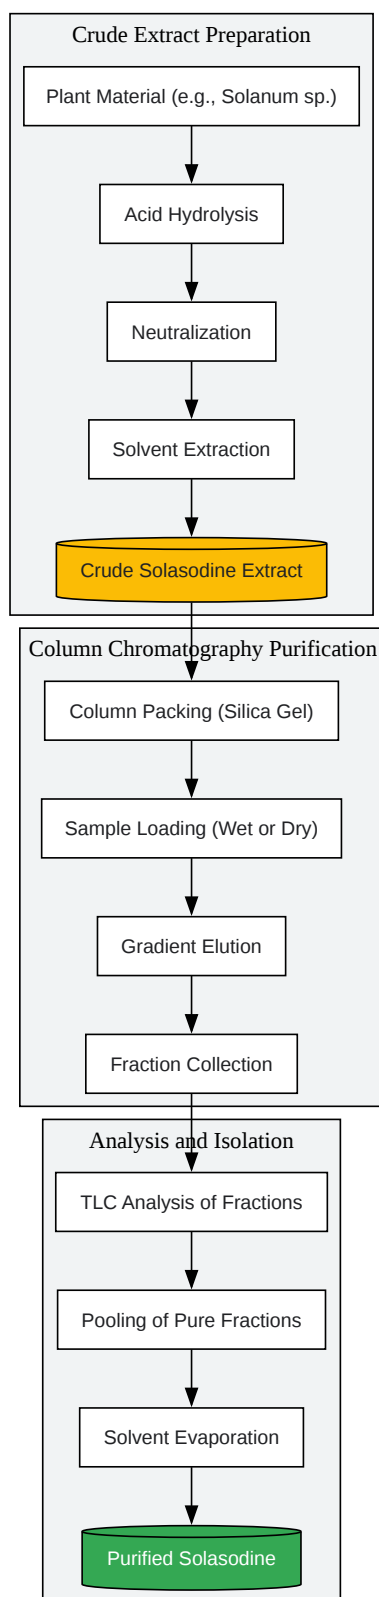 Crude Extract Preparation
Plant Material (e.g., Solanum sp.)
Acid Hydrolysis
Neutralization
Solvent Extraction
Crude Solasodine Extract
Column Chromatography Purification
Column Packing (Silica Gel)
Sample Loading (Wet or Dry)
Gradient Elution
Fraction Collection
Analysis and Isolation
TLC Analysis of Fractions
Pooling of Pure Fractions
Solvent Evaporation
Purified Solasodine